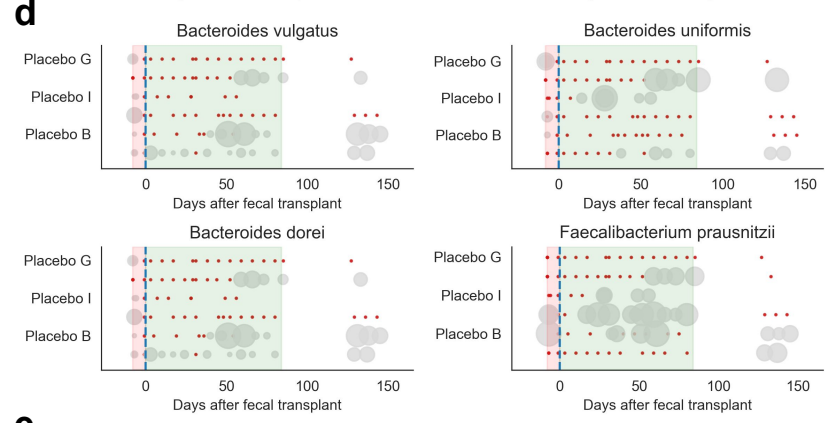 d
Bacteroides vulgatus
Placebo G
Placebo I
Placebo B
0 50 100 150
Days after fecal transplant
Bacteroides uniformis
Placebo G
Placebo I
Placebo B
0 50 100 150
Days after fecal transplant
Bacteroides dorei
Placebo G
Placebo I
Placebo B
0 50 100 150
Days after fecal transplant
Faecalibacterium prausnitzii
Placebo G
Placebo I
Placebo B
0 50 100 150
Days after fecal transplant